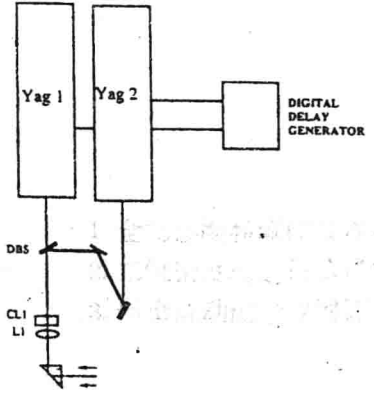 Yag 1
Yag 2
DIGITAL
DELAY
GENERATOR
DBS
CL1
L1